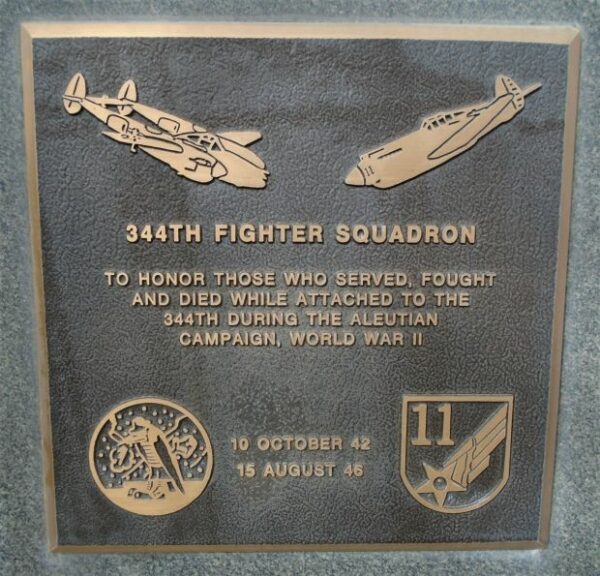 344TH FIGHTER SQUADRON
TO HONOR THOSE WHO SERVED, FOUGHT
AND DIED WHILE ATTACHED TO THE
344TH DURING THE ALEUTIAN
CAMPAIGN, WORLD WAR II
10 OCTOBER 42
15 AUGUST 46
11